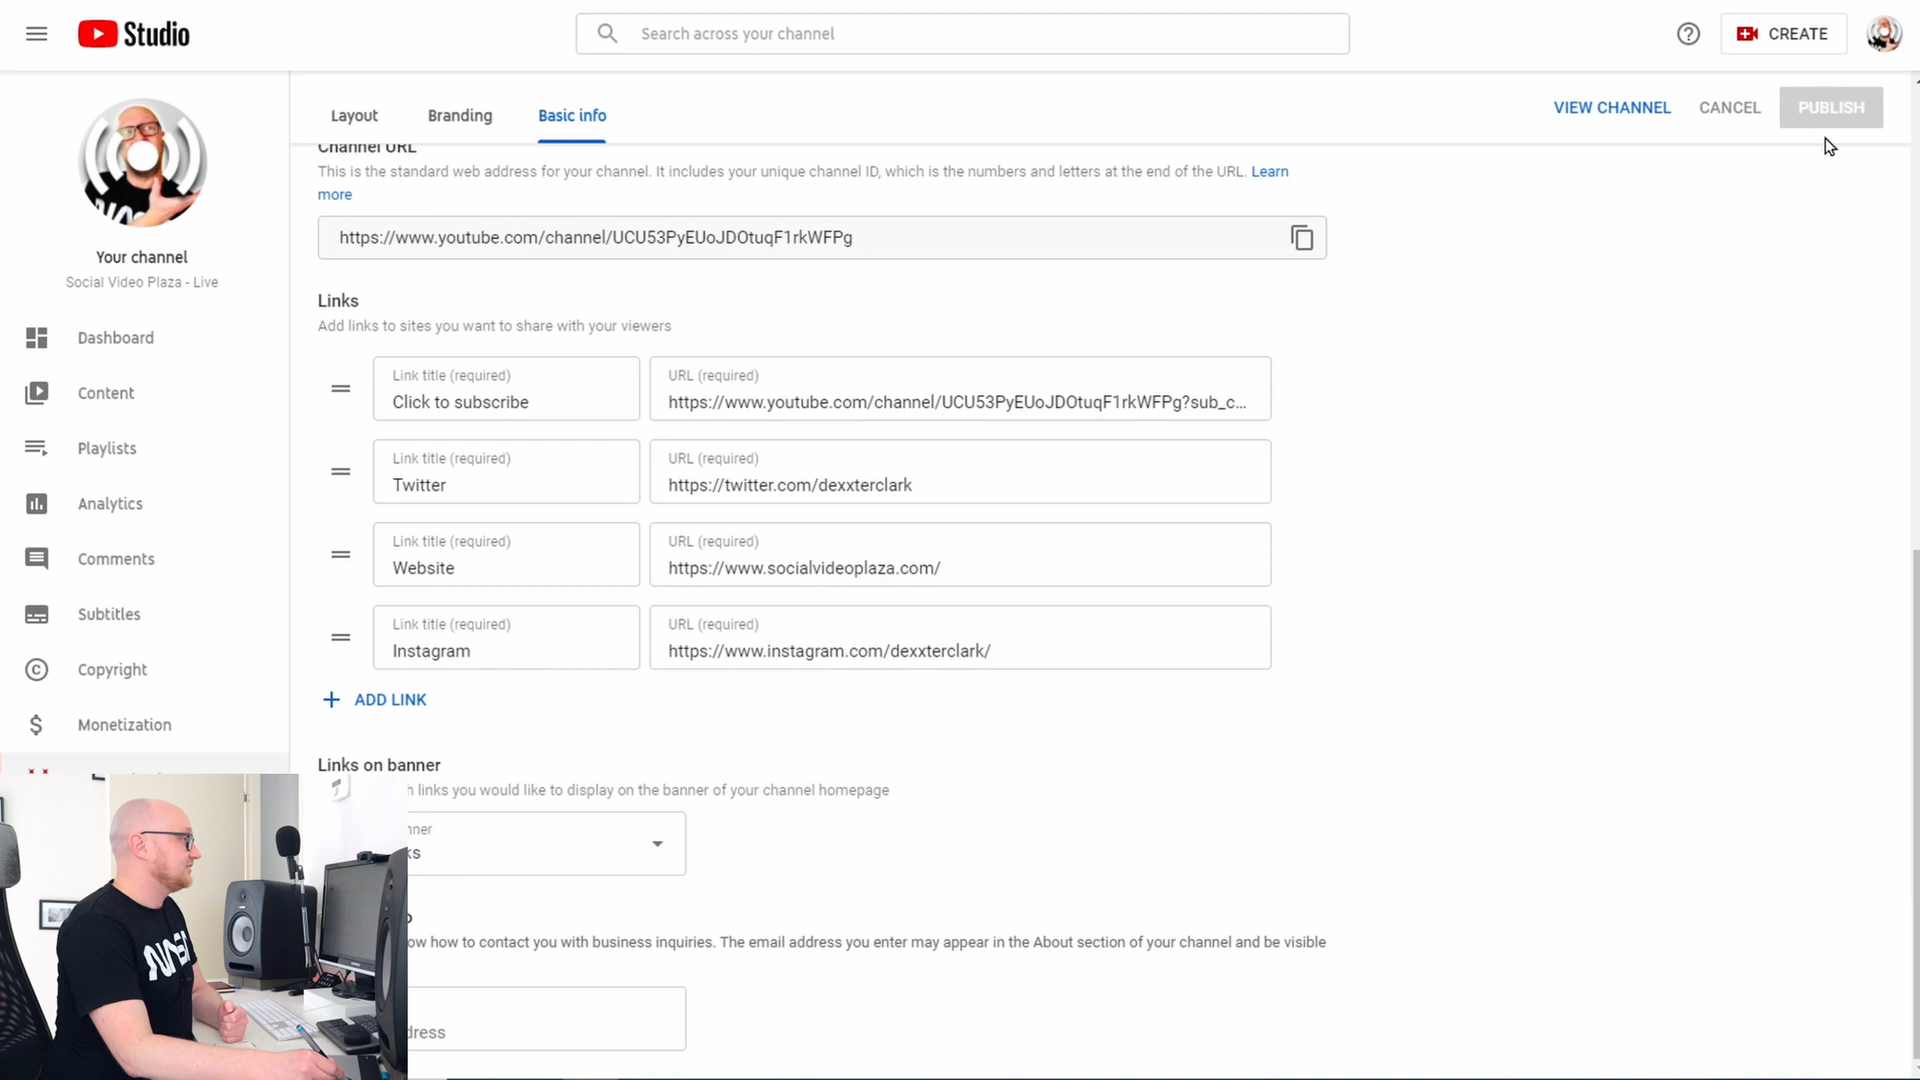 Studio
Search across your channel
CREATE
Layout
Branding
Basic info
VIEW CHANNEL
CANCEL
PUBLISH
Your channel
Social Video Plaza - Live
Dashboard
Content
Playlists
Analytics
Comments
Subtitles
Copyright
Monetization
Channel URL
This is the standard web address for your channel. It includes your unique channel ID, which is the numbers and letters at the end of the URL. Learn
more
https://www.youtube.com/channel/UCU53PyEUoJDOtuqF1rkWFPg
Links
Add links to sites you want to share with your viewers
Link title (required)
Click to subscribe
URL (required)
https://www.youtube.com/channel/UCU53PyEUoJDOtuqF1rkWFPg?sub_c...
Link title (required)
Twitter
URL (required)
https://twitter.com/dexxterclark
Link title (required)
Website
URL (required)
https://www.socialvideoplaza.com/
Link title (required)
Instagram
URL (required)
https://www.instagram.com/dexxterclark/
ADD LINK
Links on banner
links you would like to display on the banner of your channel homepage
how to contact you with business inquiries. The email address you enter may appear in the About section of your channel and be visible
NASA